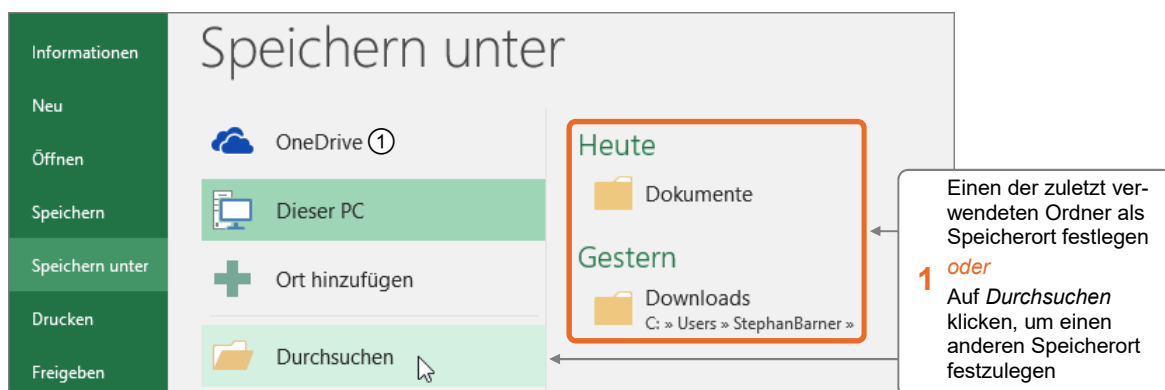 Informationen
Neu
Öffnen
Speichern
Speichern unter
Drucken
Freigeben
Speichern unter
OneDrive 1
Dieser PC
Ort hinzufügen
Durchsuchen
Heute
Dokumente
Gestern
Downloads
C: » Users » StephanBarner »
1
Einen der zuletzt ver-
wendeten Ordner als
Speicherort festlegen
oder
Auf Durchsuchen
klicken, um einen
anderen Speicherort
festzulegen